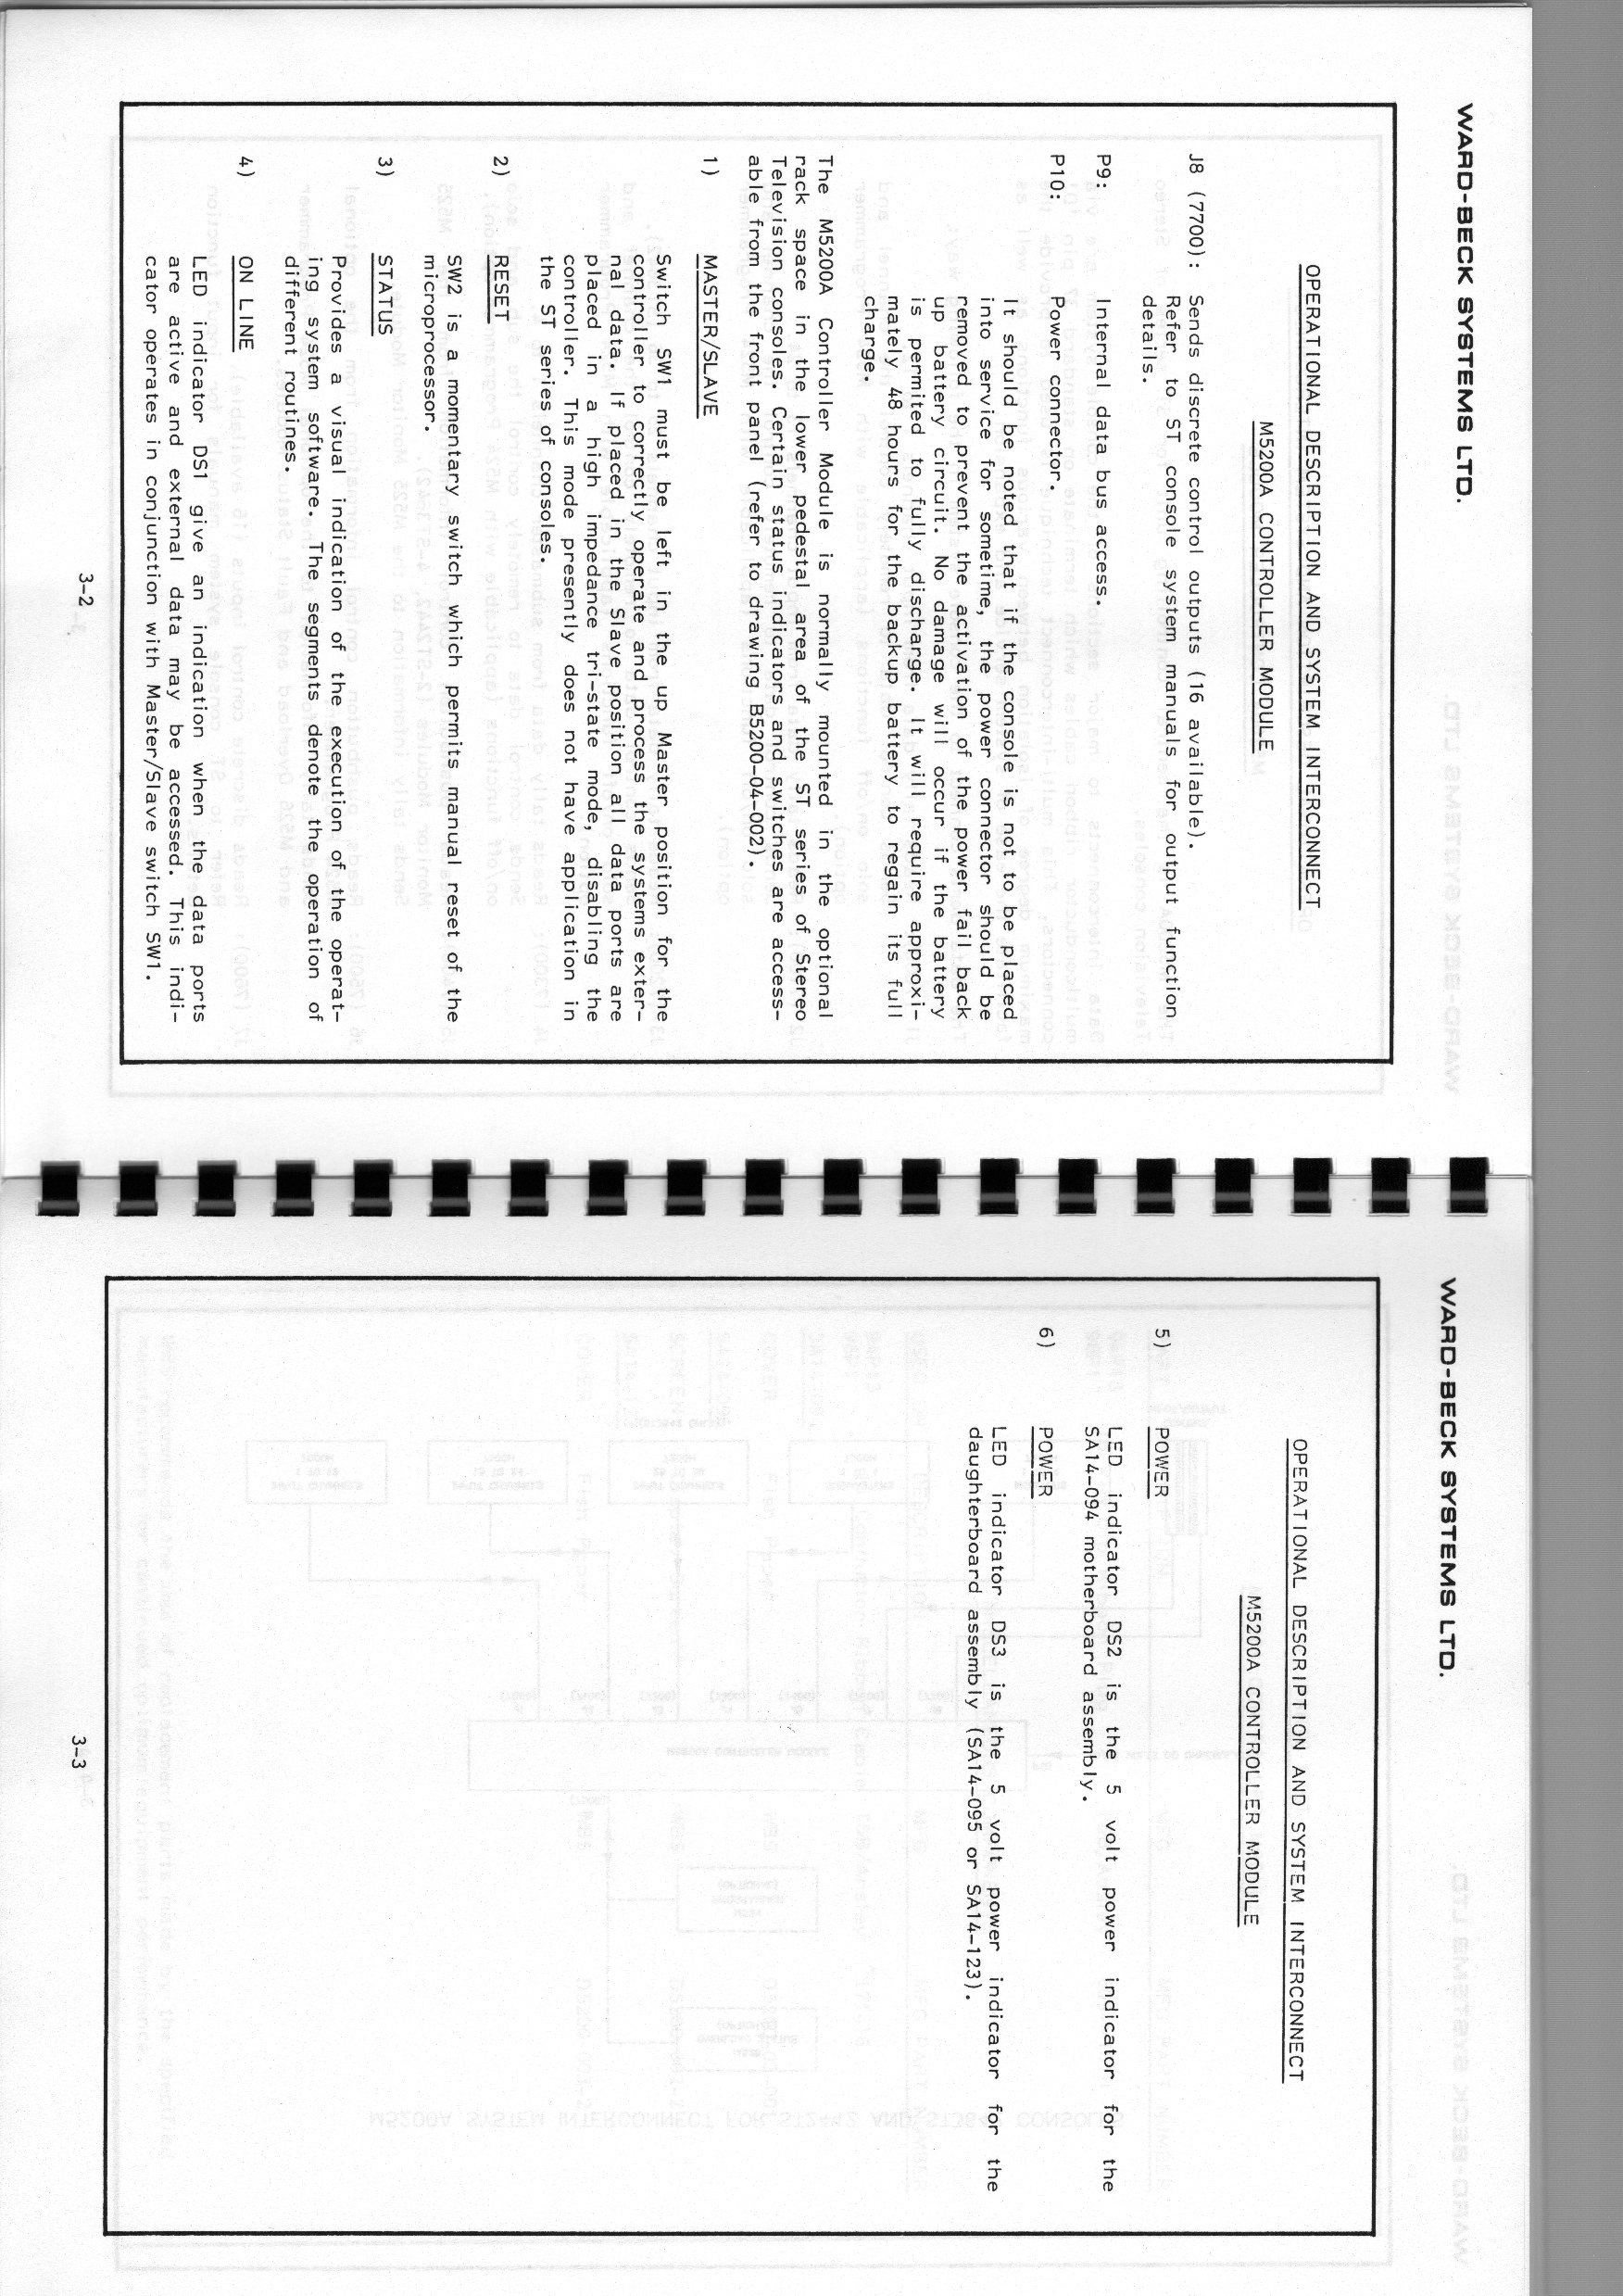 WARD-BECK SYSTEMS LTD.
OPERATIONAL DESCRIPTION AND SYSTEM INTERCONNECT
M5200A CONTROLLER MODULE
J8 (7700): Sends discrete control outputs (16 available).
Refer to ST console system manuals for output function
details.
P9: Internal data bus access.
P10: Power connector.
It should be noted that if the console is not to be placed
into service for sometime, the power connector should be
removed to prevent the activation of the power fail back
up battery circuit. No damage will occur if the battery
is permited to fully discharge. It will require approxi-
mately 48 hours for the backup battery to regain its full
charge.
The M5200A Controller Module is normally mounted in the optional
rack space in the lower pedestal area of the ST series of Stereo
Television consoles. Certain status indicators and switches are access-
able from the front panel (refer to drawing B5200-04-002).
1) MASTER/SLAVE
Switch SW1 must be left in the up Master position for the
controller to correctly operate and process the systems exter-
nal data. If placed in the Slave position all data ports are
placed in a high impedance tri-state mode, disabling the
controller. This mode presently does not have application in
the ST series of consoles.
2) RESET
SW2 is a momentary switch which permits manual reset of the
microprocessor.
3) STATUS
Provides a visual indication of the execution of the operat-
ing system software. The segments denote the operation of
different routines.
4) ON LINE
LED indicator DS1 give an indication when the data ports
are active and external data may be accessed. This indi-
cator operates in conjunction with Master/Slave switch SW1.
3-2
WARD-BECK SYSTEMS LTD.
OPERATIONAL DESCRIPTION AND SYSTEM INTERCONNECT
M5200A CONTROLLER MODULE
5) POWER
LED indicator DS2 is the 5 volt power indicator for the
SA14-094 motherboard assembly.
6) POWER
LED indicator DS3 is the 5 volt power indicator for the
daughterboard assembly (SA14-095 or SA14-123).
3-3